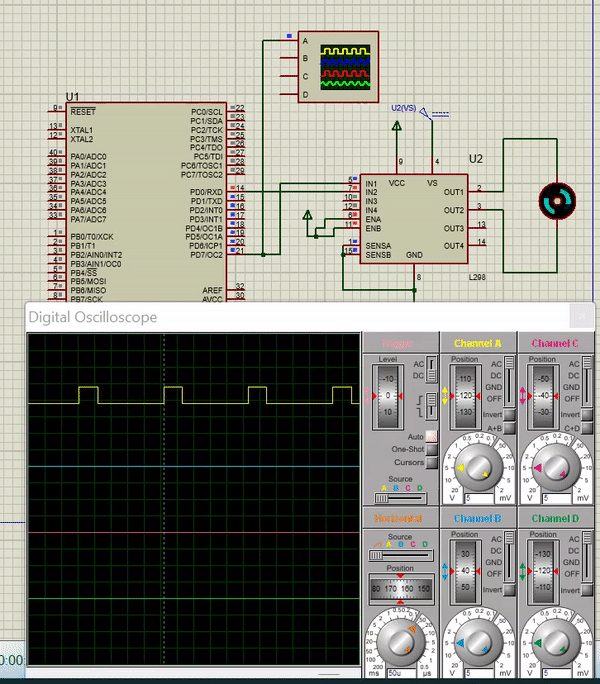 A
B
C
D
U1
9 RESET
13 XTAL1
12 XTAL2
40 PA0/ADC0
39 PA1/ADC1
38 PA2/ADC2
37 PA3/ADC3
36 PA4/ADC4
35 PA5/ADC5
34 PA6/ADC6
33 PA7/ADC7
1 PB0/T0/XCK
2 PB1/T1
3 PB2/AIN0/INT2
4 PB3/AIN1/OC0
5 PB4/SS
6 PB5/MOSI
7 PB6/MISO
8 PB7/SCK
PC0/SCL 22
PC1/SDA 23
PC2/TCK 24
PC3/TMS 25
PC4/TDO 26
PC5/TDI 27
PC6/TOSC1 28
PC7/TOSC2 29
PD0/RXD 14
PD1/TXD 15
PD2/INT0 16
PD3/INT1 17
PD4/OC1B 18
PD5/OC1A 19
PD6/ICP1 20
PD7/OC2 21
AREF 32
AVCC 30
U2(VS)
U2
9
4
VCC
VS
5 IN1
7 IN2
10 IN3
12 IN4
6 ENA
11 ENB
1 SENSA
15 SENSB
OUT1 2
OUT2 3
OUT3 13
OUT4 14
GND
8
L298
Digital Oscilloscope
Trigger
Level
-10
0
10
AC
DC
Auto
One-Shot
Cursors
Source
A B C D
Channel A
Position
110
120
130
AC
DC
GND
OFF
Invert
A+B
V 5 mV
Channel C
Position
-50
-40
-30
AC
DC
GND
OFF
Invert
C+D
V 5 mV
Horizontal
Source
A B C D
Position
80 170 160 150
ms 50u µs
Channel B
Position
30
40
50
AC
DC
GND
OFF
Invert
V 5 mV
Channel D
Position
-130
-120
-110
AC
DC
GND
OFF
Invert
V 5 mV
0:00: